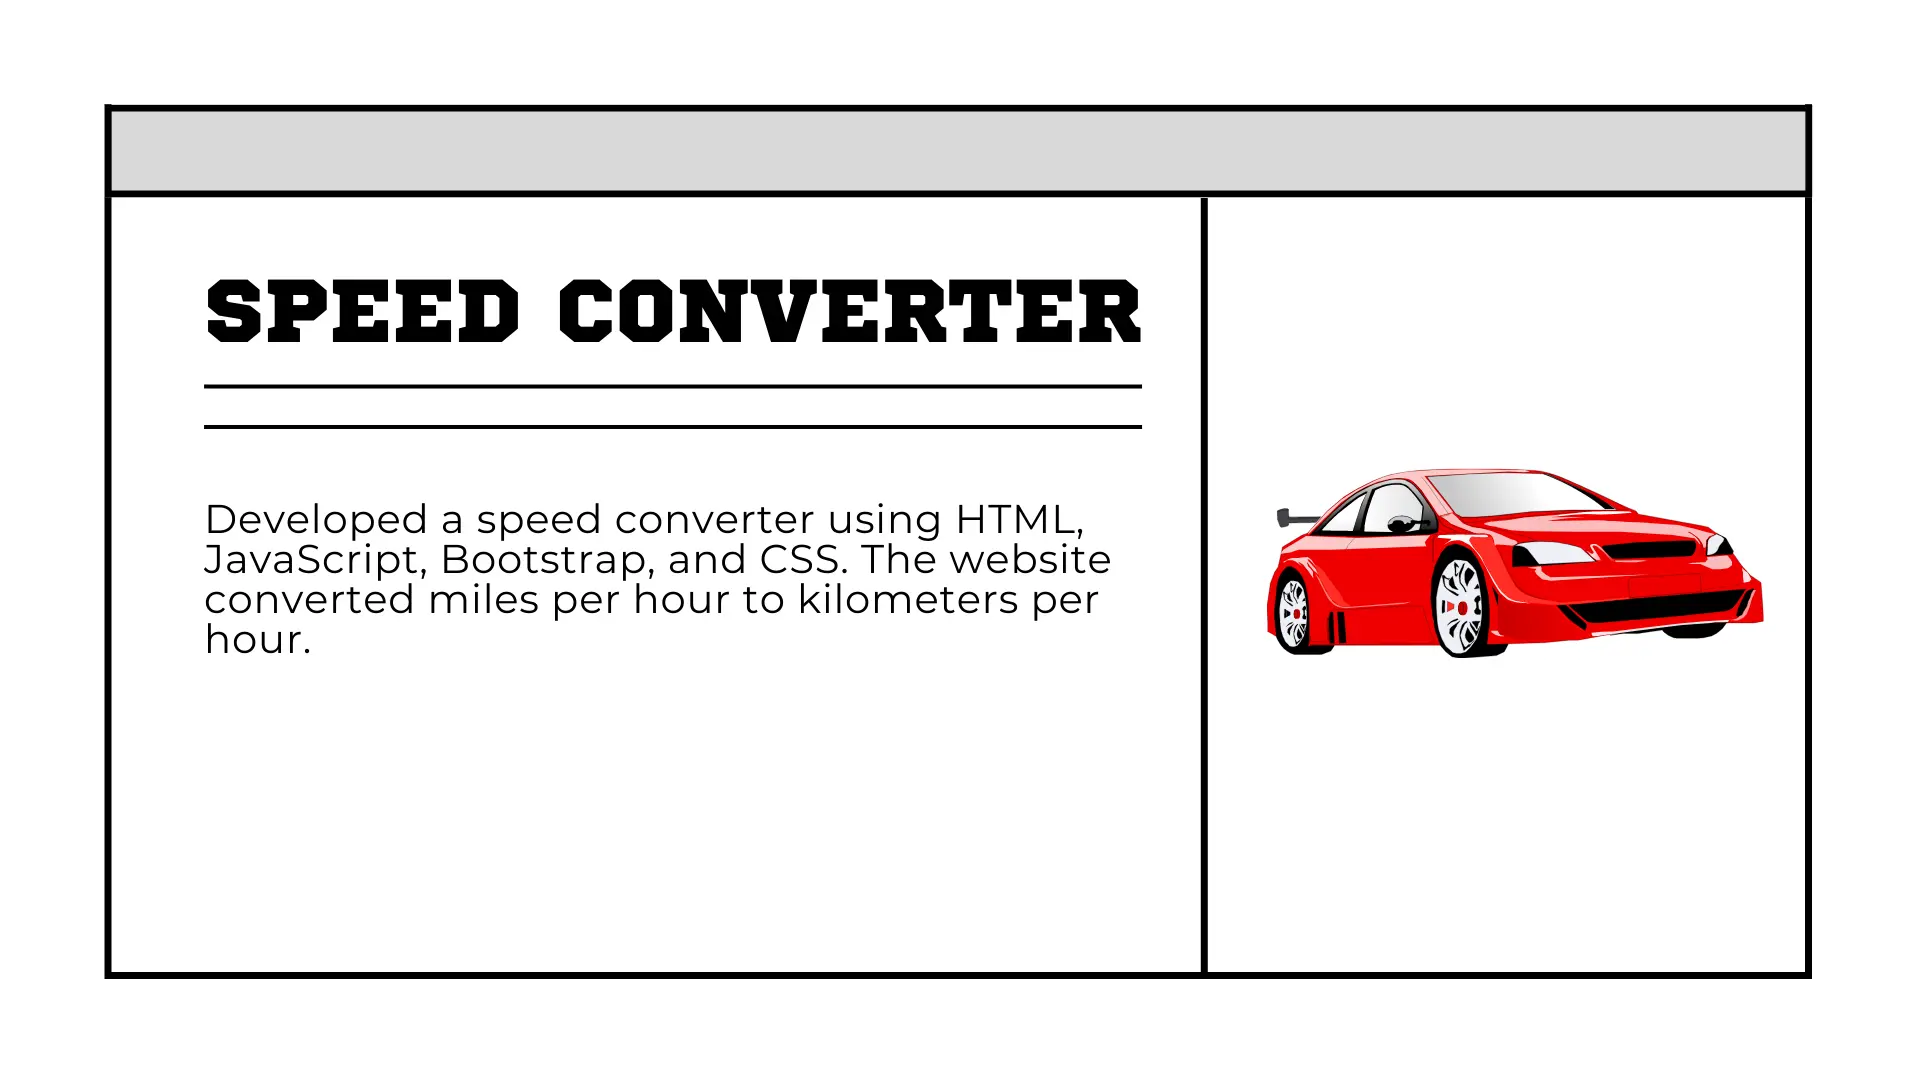 SPEED CONVERTER
Developed a speed converter using HTML,
JavaScript, Bootstrap, and CSS. The website
converted miles per hour to kilometers per
hour.